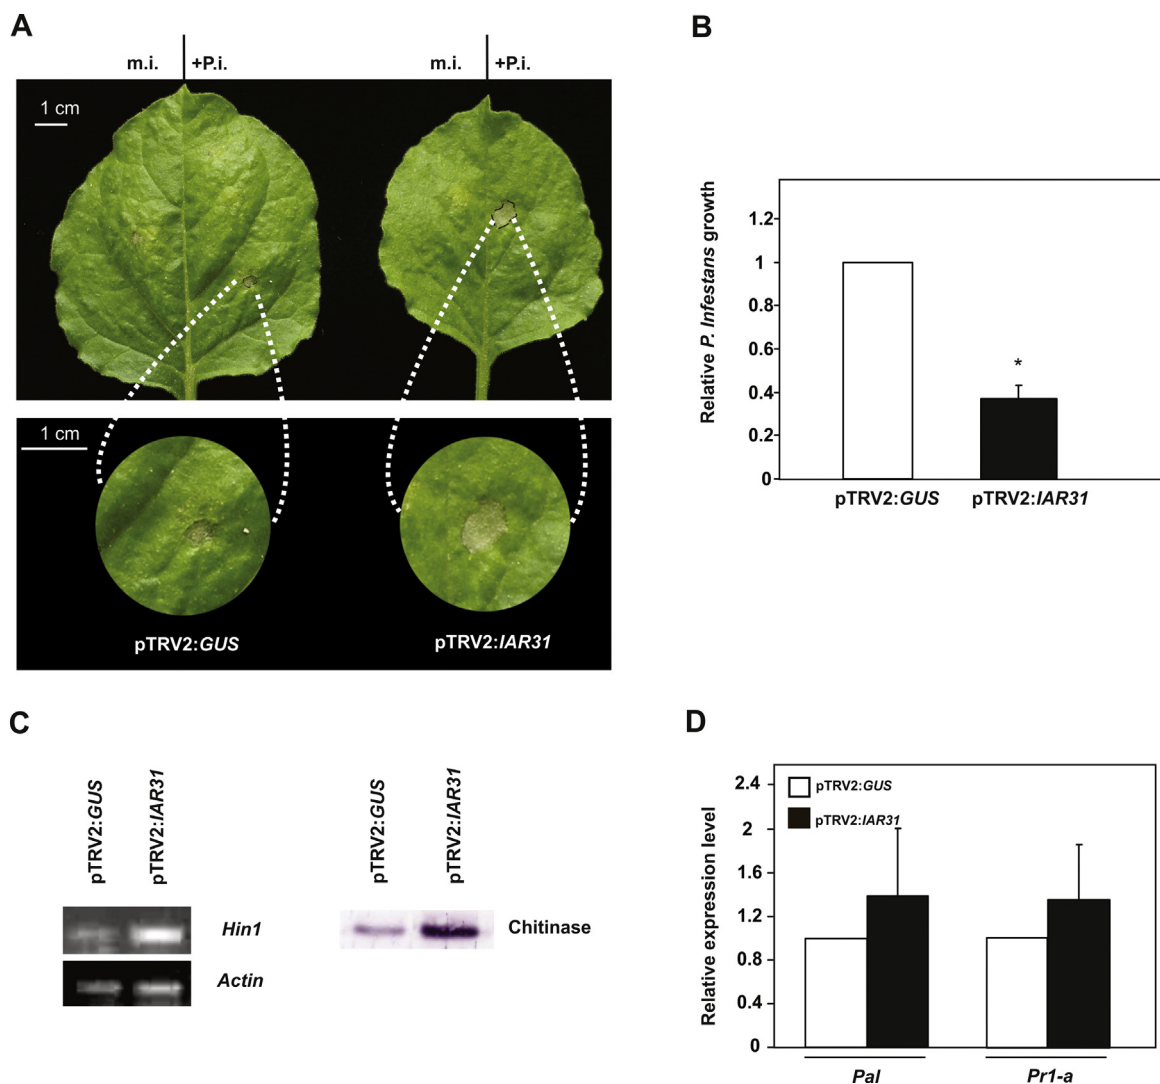 A
m.i. +P.i. m.i. +P.i.
1 cm
1 cm
pTRV2:GUS pTRV2:IAR31
B
Relative P. Infestans growth
1.2
1
0.8
0.6
0.4
0.2
0
*
pTRV2:GUS pTRV2:IAR31
C
pTRV2:GUS pTRV2:IAR31 pTRV2:GUS pTRV2:IAR31
Hin1 Chitinase
Actin
D
Relative expression level
2.4
2
1.6
1.2
0.8
0.4
0
pTRV2:GUS
pTRV2:IAR31
Pal Pr1-a